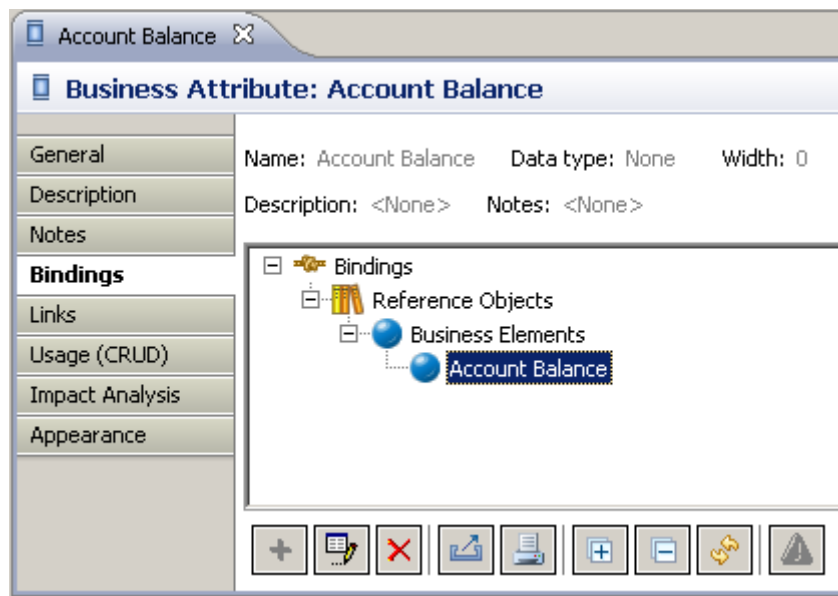 Account Balance
Business Attribute: Account Balance
General
Description
Notes
Bindings
Links
Usage (CRUD)
Impact Analysis
Appearance
Name: Account Balance Data type: None Width: 0
Description: <None> Notes: <None>
Bindings
Reference Objects
Business Elements
Account Balance